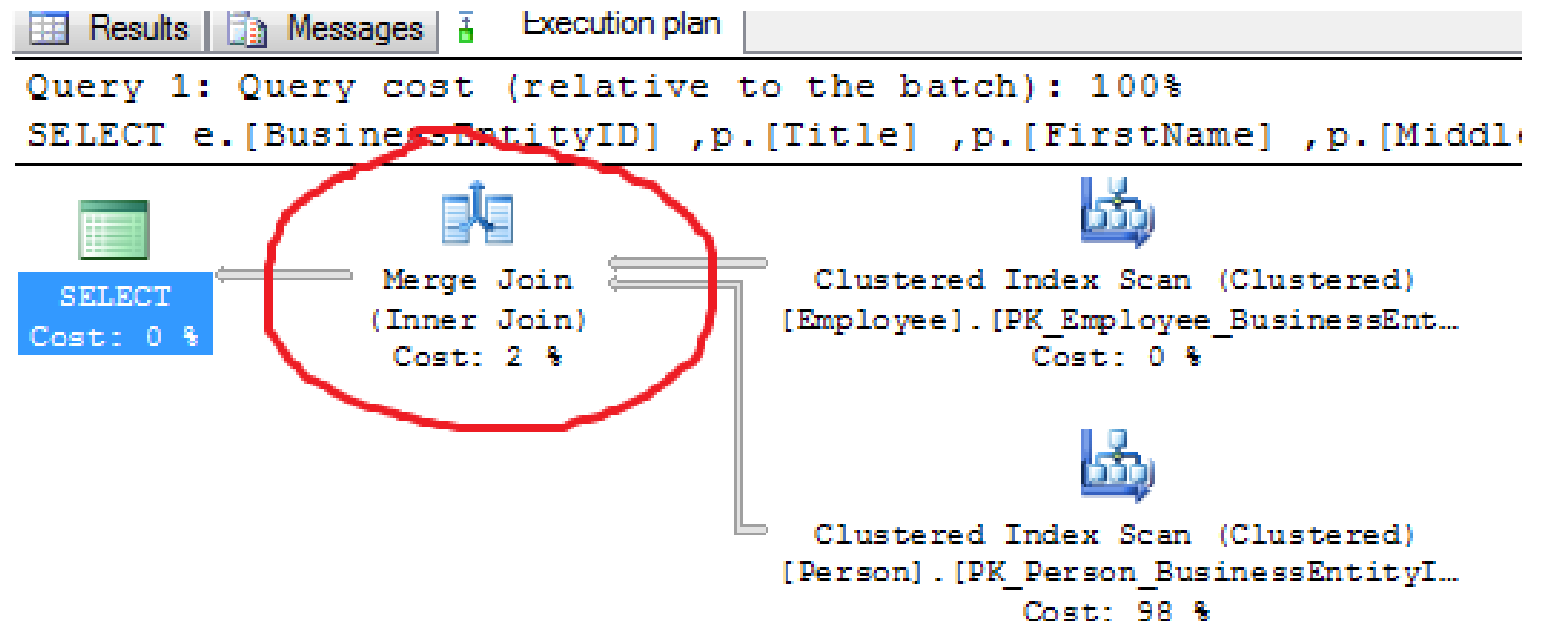 Results Messages Execution plan
Query 1: Query cost (relative to the batch): 100%
SELECT e.[BusinessEntityID] ,p.[Title] ,p.[FirstName] ,p.[Middl
SELECT
Cost: 0 %
Merge Join
(Inner Join)
Cost: 2 %
Clustered Index Scan (Clustered)
[Employee].[PK_Employee_BusinessEnt…
Cost: 0 %
Clustered Index Scan (Clustered)
[Person].[PK_Person_BusinessEntityI…
Cost: 98 %